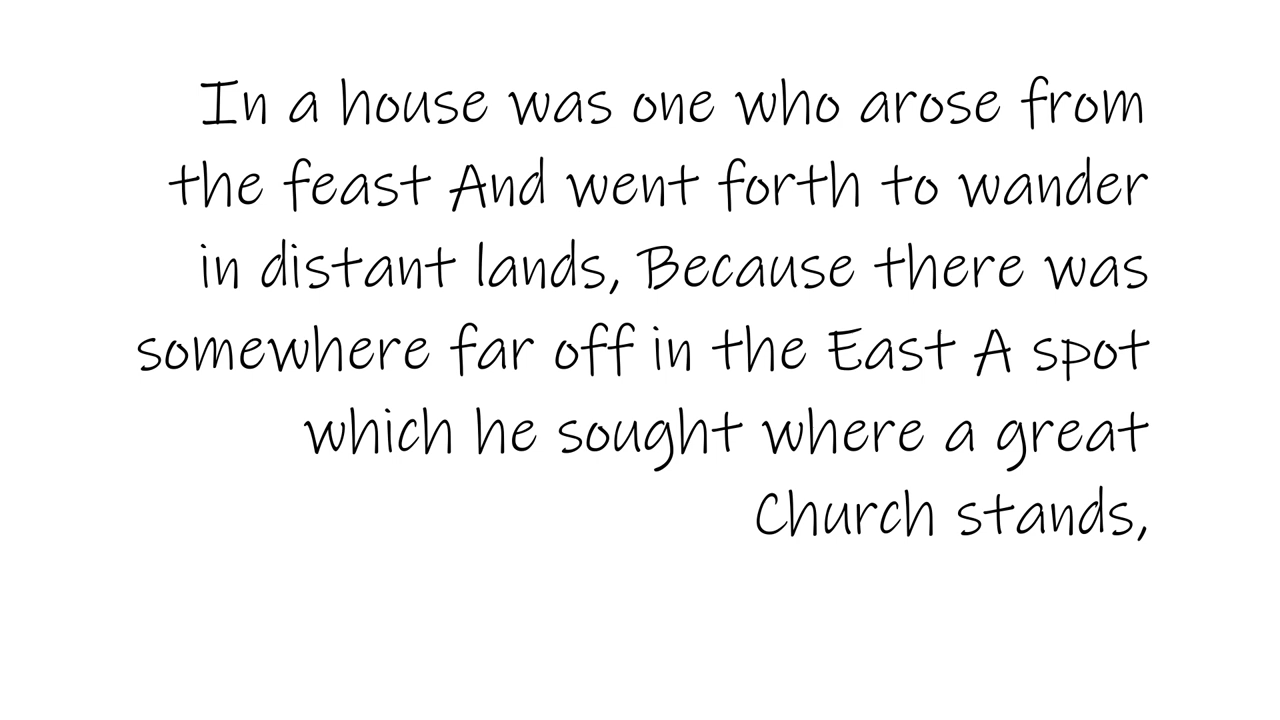 In a house was one who arose from
the feast And went forth to wander
in distant lands, Because there was
somewhere far off in the East A spot
which he sought where a great
Church stands,